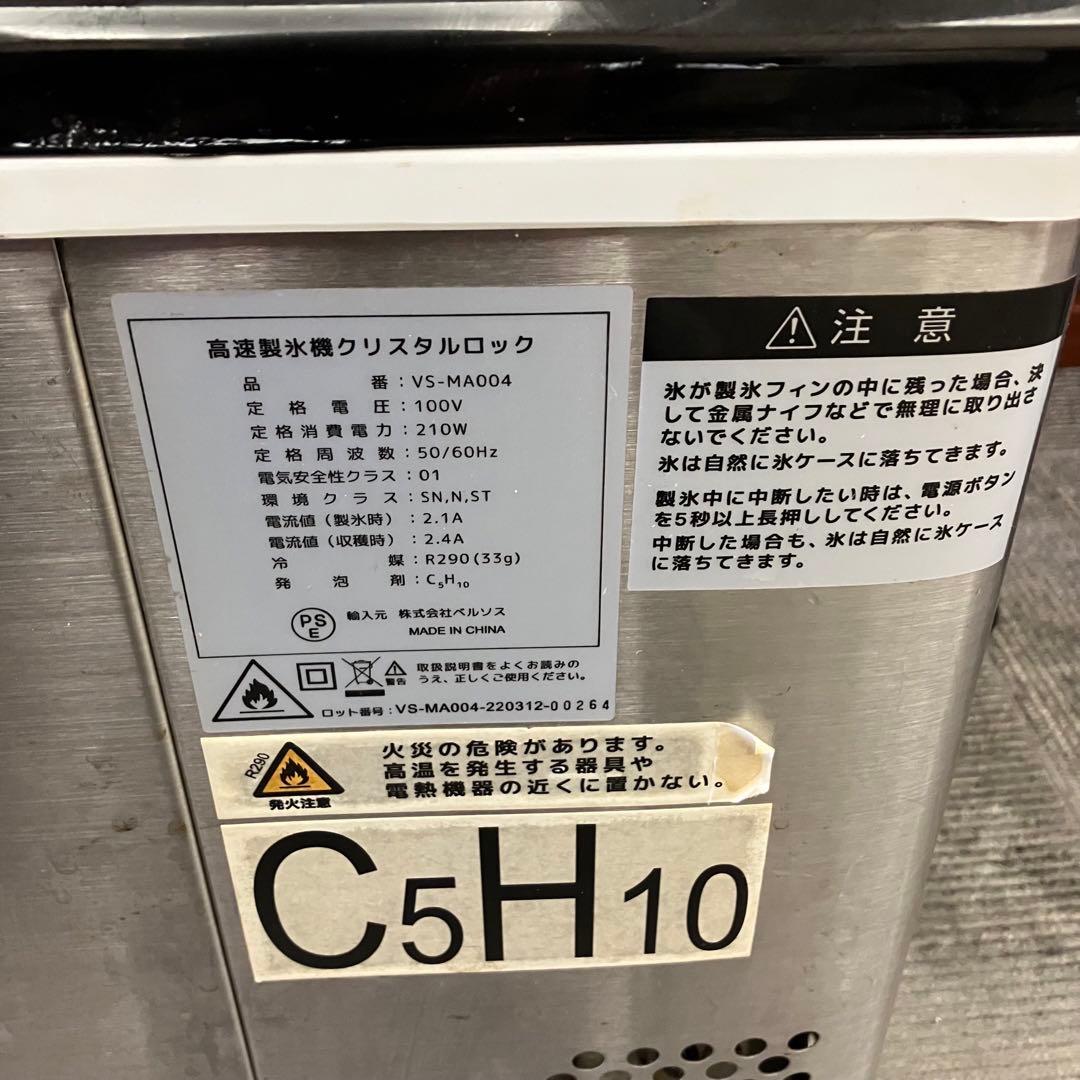 高速製氷機クリスタルロック
品番：VS-MA004
定格電圧：100V
定格消費電力：210W
定格周波数：50/60Hz
電気安全性クラス：01
環境クラス：SN,N,ST
電流値（製氷時）：2.1A
電流値（収穫時）：2.4A
冷媒：R290(33g)
発泡剤：C5H10
PSE
輸入元 株式会社ベルソス
MADE IN CHINA
警告
取扱説明書をよくお読みの
うえ、正しくご使用ください。
ロット番号：VS-MA004-220312-00264
注意
氷が製氷フィンの中に残った場合、決
して金属ナイフなどで無理に取り出さ
ないでください。
氷は自然に氷ケースに落ちてきます。
製氷中に中断したい時は、電源ボタン
を5秒以上長押ししてください。
中断した場合も、氷は自然に氷ケース
に落ちてきます。
R290
発火注意
火災の危険があります。
高温を発生する器具や
電熱機器の近くに置かない。
C5H10